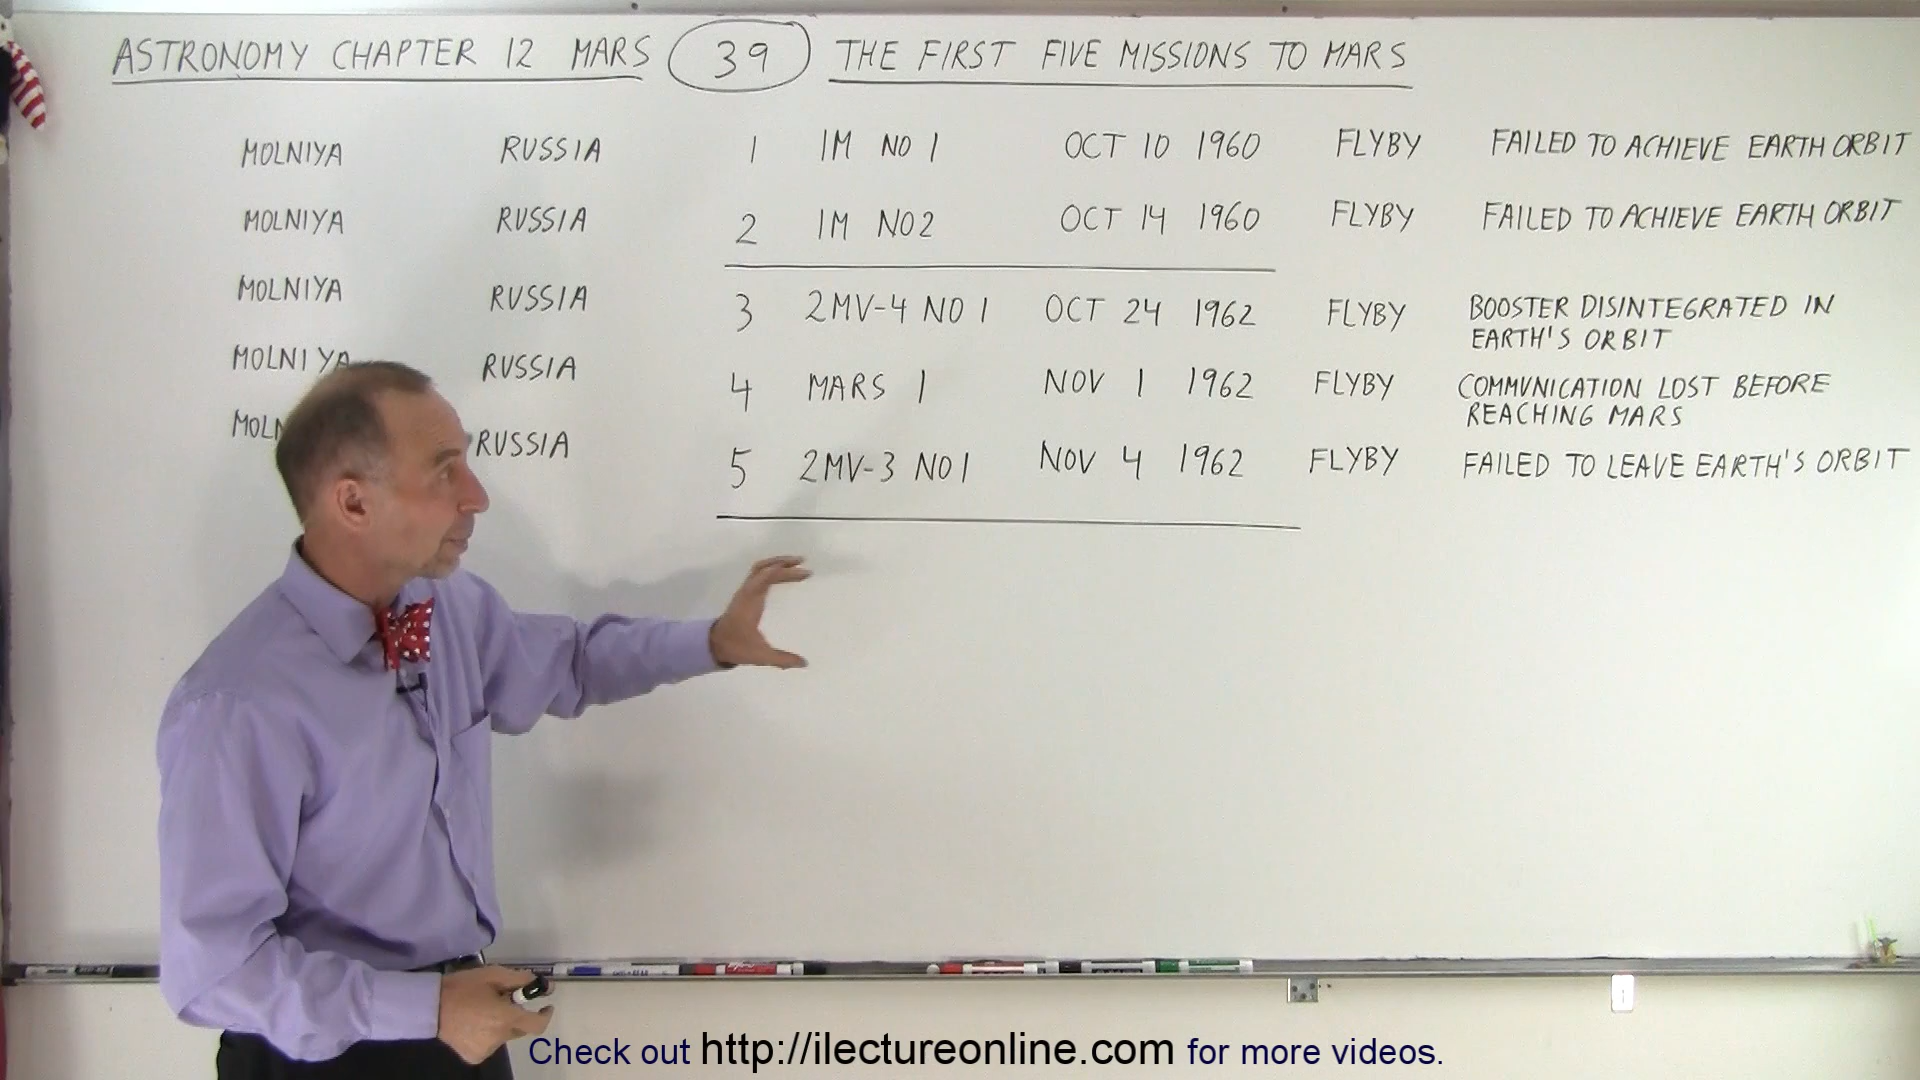 ASTRONOMY CHAPTER 12 MARS 39 THE FIRST FIVE MISSIONS TO MARS
MOLNIYA RUSSIA 1 1M NO 1 OCT 10 1960 FLYBY FAILED TO ACHIEVE EARTH ORBIT
MOLNIYA RUSSIA 2 1M NO2 OCT 14 1960 FLYBY FAILED TO ACHIEVE EARTH ORBIT
MOLNIYA RUSSIA 3 2MV-4 NO 1 OCT 24 1962 FLYBY BOOSTER DISINTEGRATED IN
EARTH'S ORBIT
MOLNIYA RUSSIA 4 MARS 1 NOV 1 1962 FLYBY COMMUNICATION LOST BEFORE
REACHING MARS
MOLN RUSSIA 5 2MV-3 NO1 NOV 4 1962 FLYBY FAILED TO LEAVE EARTH'S ORBIT
Check out http://ilectureonline.com for more videos.